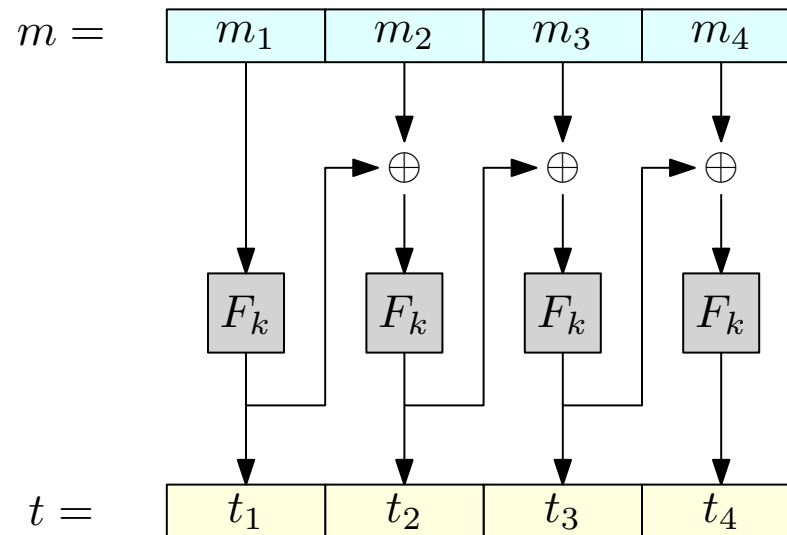 m = m₁ m₂ m₃ m₄
⊕ ⊕ ⊕
Fₖ Fₖ Fₖ Fₖ
t = t₁ t₂ t₃ t₄